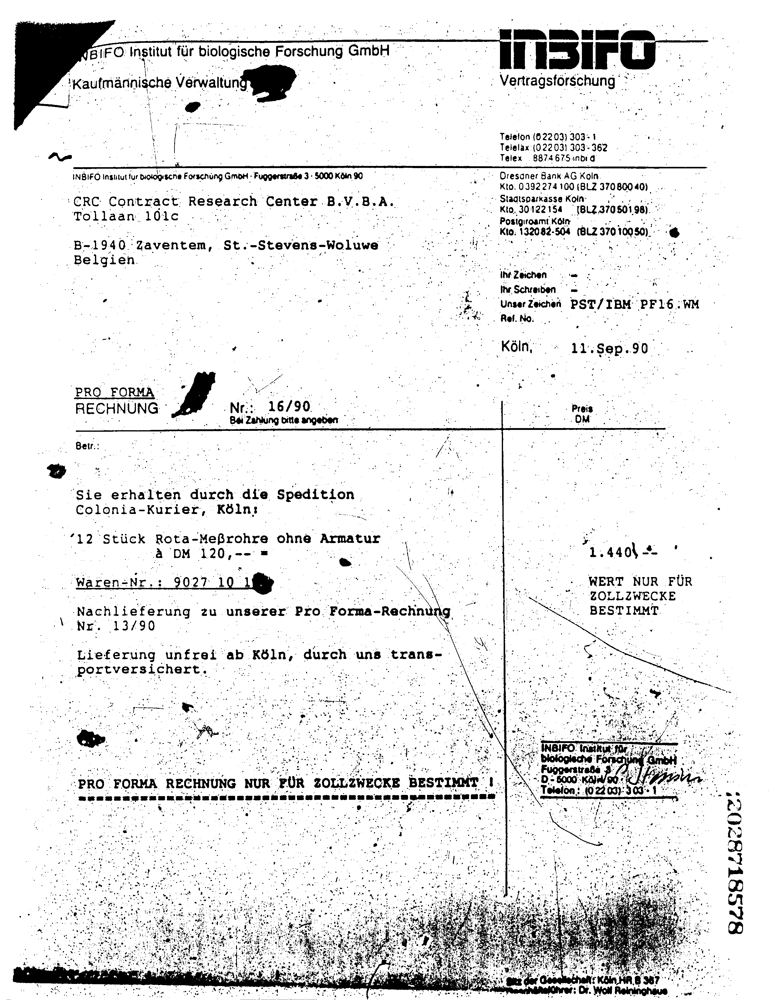 INBIFO Institut für biologische Forschung GmbH
Kaufmännische Verwaltung
INBIFO
Vertragsforschung
Telefon (02203) 303-1
Telefax (02203) 303-362
Telex 8874675 inbi d
INBIFO Institut für biologische Forschung GmbH · Fuggerstraße 3 · 5000 Köln 90
Dresdner Bank AG Köln
Kto. 0392274100 (BLZ 37080040)
Stadtsparkasse Köln
Kto. 30122154 (BLZ 37050198)
Postgiroamt Köln
Kto. 132082-504 (BLZ 37010050)
CRC Contract Research Center B.V.B.A.
Tollaan 101c
B-1940 Zaventem, St.-Stevens-Woluwe
Belgien
Ihr Zeichen -
Ihr Schreiben -
Unser Zeichen PST/IBM PF16.WM
Ref. No.
Köln, 11.Sep.90
PRO FORMA
RECHNUNG Nr.: 16/90
Bei Zahlung bitte angeben
Preis
DM
Betr.:
Sie erhalten durch die Spedition
Colonia-Kurier, Köln:
12 Stück Rota-Meßrohre ohne Armatur
à DM 120,-- = 1.440,--
Waren-Nr.: 9027 10
WERT NUR FÜR
ZOLLZWECKE
BESTIMMT
Nachlieferung zu unserer Pro Forma-Rechnung
Nr. 13/90
Lieferung unfrei ab Köln, durch uns trans-
portversichert.
PRO FORMA RECHNUNG NUR FÜR ZOLLZWECKE BESTIMMT !
INBIFO Institut für
biologische Forschung GmbH
Fuggerstraße 3
D-5000 Köln 90
Telefon: (02203) 303-1
2028718578
Sitz der Gesellschaft: Köln, HR B 367
Geschäftsführer: Dr. Wolf Reininghaus